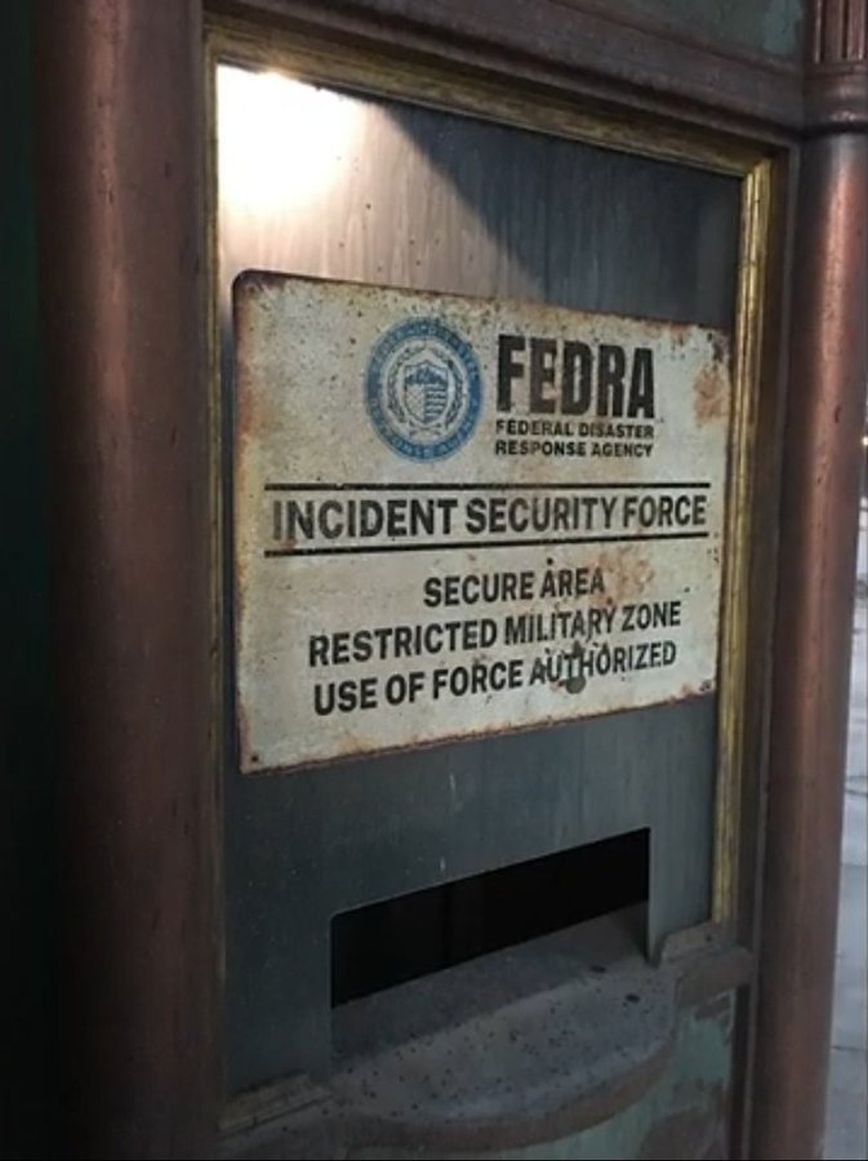 FEDRA
FEDERAL DISASTER
RESPONSE AGENCY
INCIDENT SECURITY FORCE
SECURE AREA
RESTRICTED MILITARY ZONE
USE OF FORCE AUTHORIZED